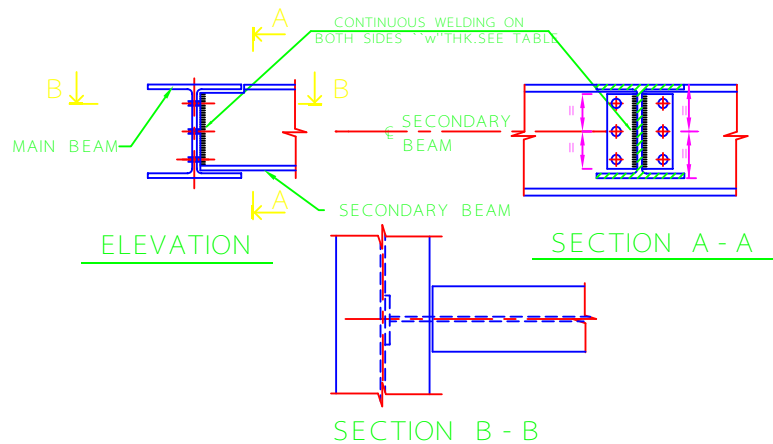 A
CONTINUOUS WELDING ON
BOTH SIDES ``w''THK.SEE TABLE
B
B
MAIN BEAM
℄ SECONDARY
BEAM
=
=
=
=
A
SECONDARY BEAM
ELEVATION
SECTION A-A
SECTION B-B